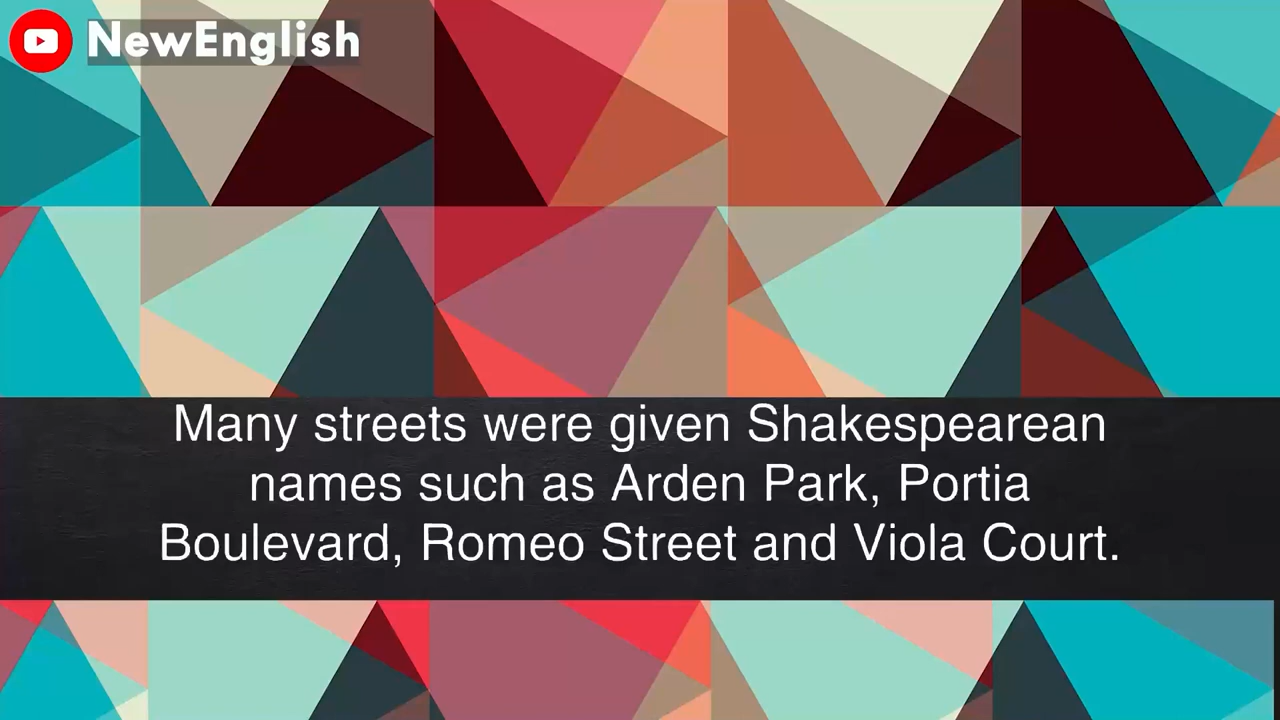 NewEnglish
Many streets were given Shakespearean
names such as Arden Park, Portia
Boulevard, Romeo Street and Viola Court.